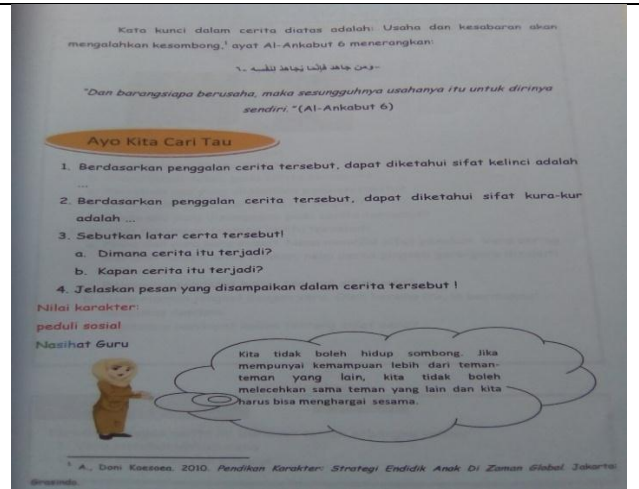 Kata kunci dalam cerita diatas adalah: Usaha dan kesabaran akan
mengalahkan kesombong,¹ ayat Al-Ankabut 6 menerangkan:
ومن جاهد فإنما يجاهد لنفسه ٦٠
"Dan barangsiapa berusaha, maka sesungguhnya usahanya itu untuk dirinya
sendiri."(Al-Ankabut 6)
Ayo Kita Cari Tau
1. Berdasarkan penggalan cerita tersebut, dapat diketahui sifat kelinci adalah
...
2. Berdasarkan penggalan cerita tersebut, dapat diketahui sifat kura-kur
adalah ...
3. Sebutkan latar certa tersebut!
a. Dimana cerita itu terjadi?
b. Kapan cerita itu terjadi?
4. Jelaskan pesan yang disampaikan dalam cerita tersebut !
Nilai karakter:
peduli sosial
Nasihat Guru
Kita tidak boleh hidup sombong. Jika
mempunyai kemampuan lebih dari teman-
teman yang lain, kita tidak boleh
melecehkan sama teman yang lain dan kita
harus bisa menghargai sesama.
¹ A., Doni Koesoea. 2010. Pendikan Karakter: Strategi Endidik Anak Di Zaman Global. Jakarta:
Grasindo.